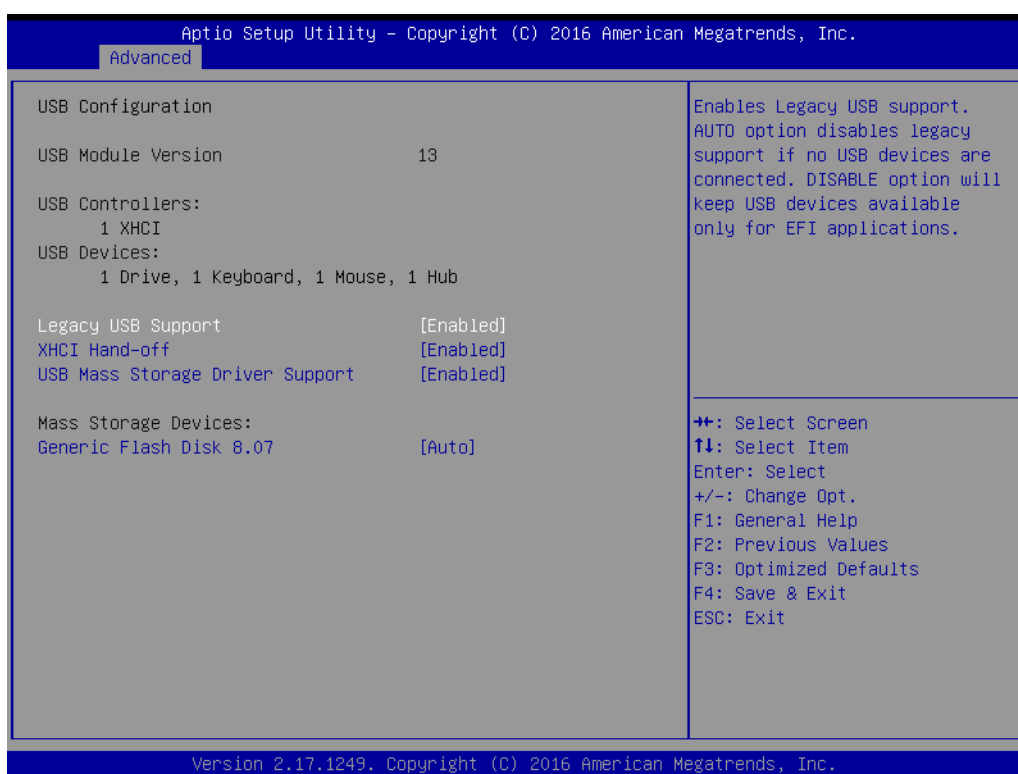 Aptio Setup Utility – Copyright (C) 2016 American Megatrends, Inc.
Advanced
USB Configuration
USB Module Version 13
USB Controllers:
1 XHCI
USB Devices:
1 Drive, 1 Keyboard, 1 Mouse, 1 Hub
Legacy USB Support [Enabled]
XHCI Hand-off [Enabled]
USB Mass Storage Driver Support [Enabled]
Mass Storage Devices:
Generic Flash Disk 8.07 [Auto]
Enables Legacy USB support.
AUTO option disables legacy
support if no USB devices are
connected. DISABLE option will
keep USB devices available
only for EFI applications.
→←: Select Screen
↑↓: Select Item
Enter: Select
+/-: Change Opt.
F1: General Help
F2: Previous Values
F3: Optimized Defaults
F4: Save & Exit
ESC: Exit
Version 2.17.1249. Copyright (C) 2016 American Megatrends, Inc.